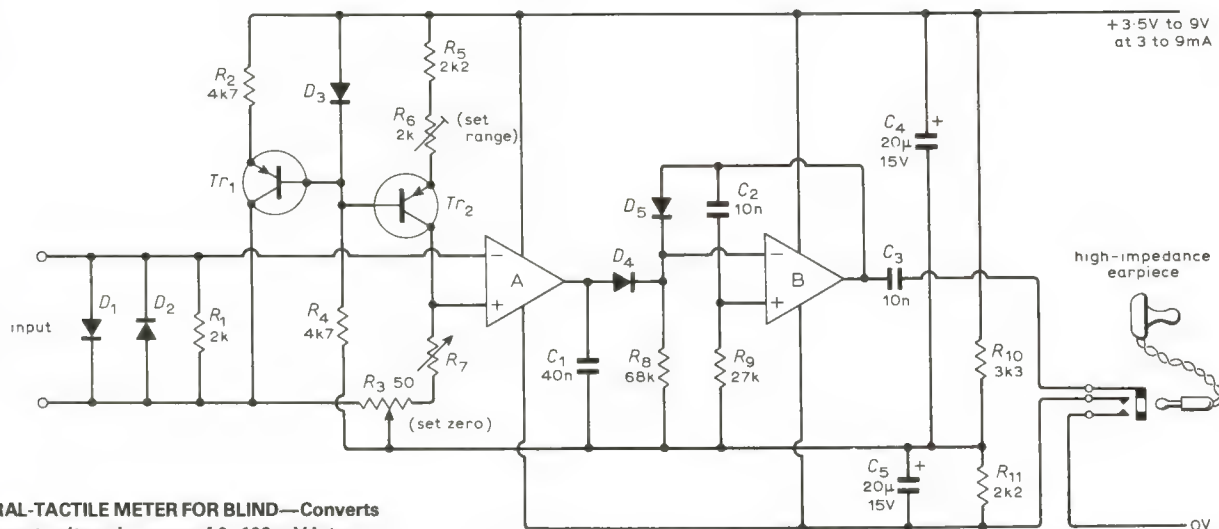 +3·5V to 9V
at 3 to 9mA
R5
2k2
R2
4k7
D3
R6
2k
(set
range)
C4
20µ
15V
+
Tr1
Tr2
C2
10n
D5
high-impedance
earpiece
−
A
+
D4
−
B
+
C3
10n
input
D1
D2
R1
2k
R4
4k7
R7
C1
40n
R8
68k
R9
27k
R10
3k3
R3 50
(set zero)
C5
20µ
15V
+
R11
2k2
0V
RAL-TACTILE METER FOR BLIND—Converts